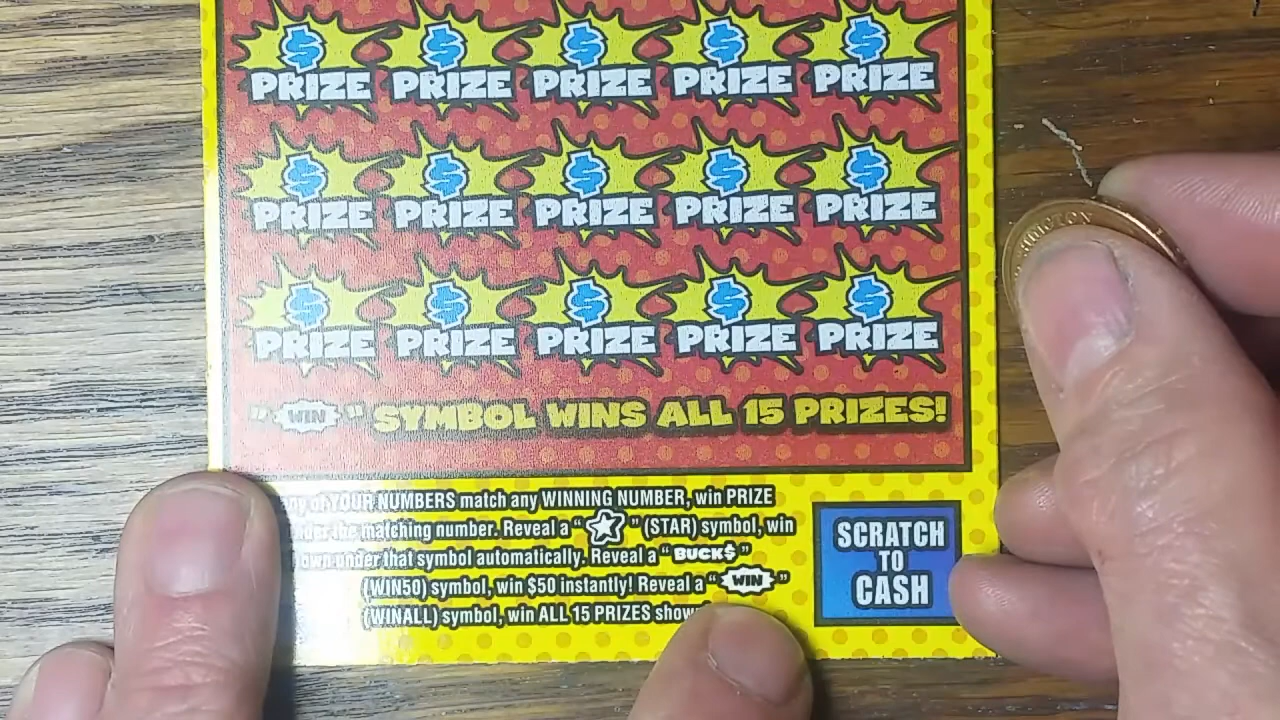 $ $ $ $ $
PRIZE PRIZE PRIZE PRIZE PRIZE
$ $ $ $ $
PRIZE PRIZE PRIZE PRIZE PRIZE
$ $ $ $ $
PRIZE PRIZE PRIZE PRIZE PRIZE
"WIN" SYMBOL WINS ALL 15 PRIZES!
of YOUR NUMBERS match any WINNING NUMBER, win PRIZE
the matching number. Reveal a " " (STAR) symbol, win
under that symbol automatically. Reveal a "BUCK$"
(WIN50) symbol, win $50 instantly! Reveal a "WIN"
(WINALL) symbol, win ALL 15 PRIZES
SCRATCH
TO
CASH